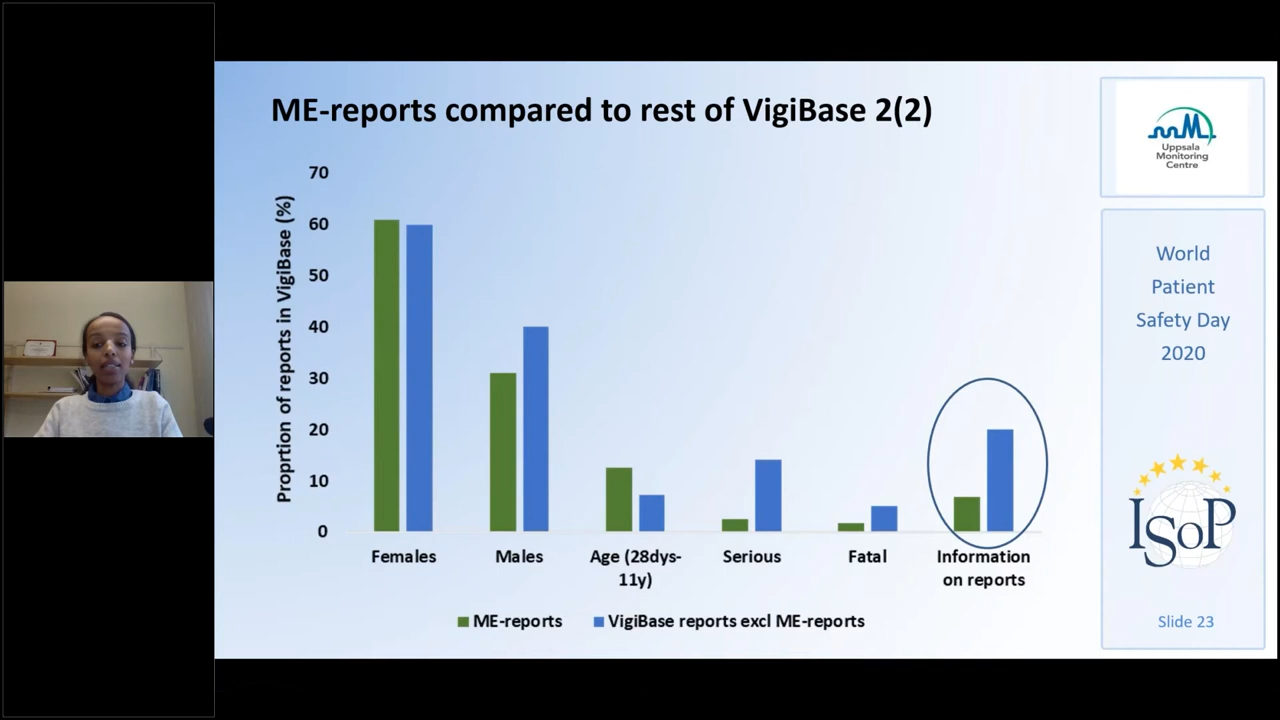 ME-reports compared to rest of VigiBase 2(2)
Proprtion of reports in VigiBase (%)
70
60
50
40
30
20
10
0
Females
Males
Age (28dys-
11y)
Serious
Fatal
Information
on reports
ME-reports
VigiBase reports excl ME-reports
Uppsala
Monitoring
Centre
World
Patient
Safety Day
2020
ISoP
Slide 23